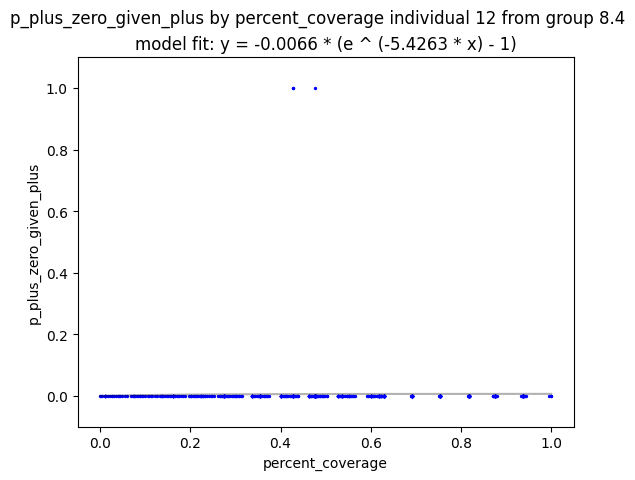 p_plus_zero_given_plus by percent_coverage individual 12 from group 8.4
model fit: y = -0.0066 * (e ^ (-5.4263 * x) - 1)
1.0
0.8
0.6
0.4
0.2
0.0
p_plus_zero_given_plus
0.0 0.2 0.4 0.6 0.8 1.0
percent_coverage